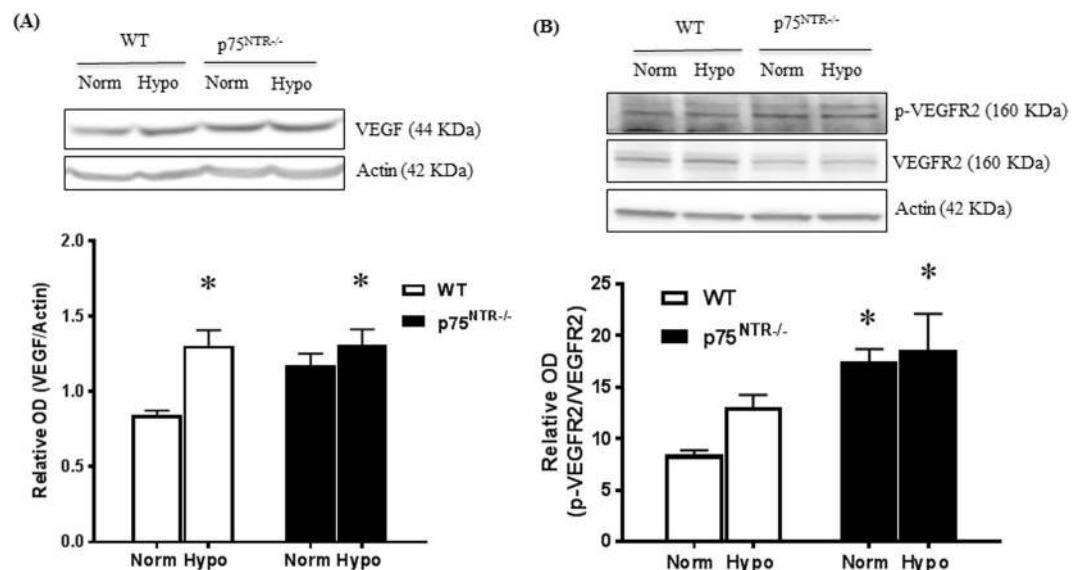 (A)
WT p75NTR-/-
Norm Hypo Norm Hypo
VEGF (44 KDa)
Actin (42 KDa)
2.0
1.5
1.0
0.5
0.0
Relative OD (VEGF/Actin)
* *
WT
p75NTR-/-
Norm Hypo Norm Hypo
(B)
WT p75NTR-/-
Norm Hypo Norm Hypo
p-VEGFR2 (160 KDa)
VEGFR2 (160 KDa)
Actin (42 KDa)
25
20
15
10
5
0
Relative OD
(p-VEGFR2/VEGFR2)
WT
p75NTR-/-
* *
Norm Hypo Norm Hypo